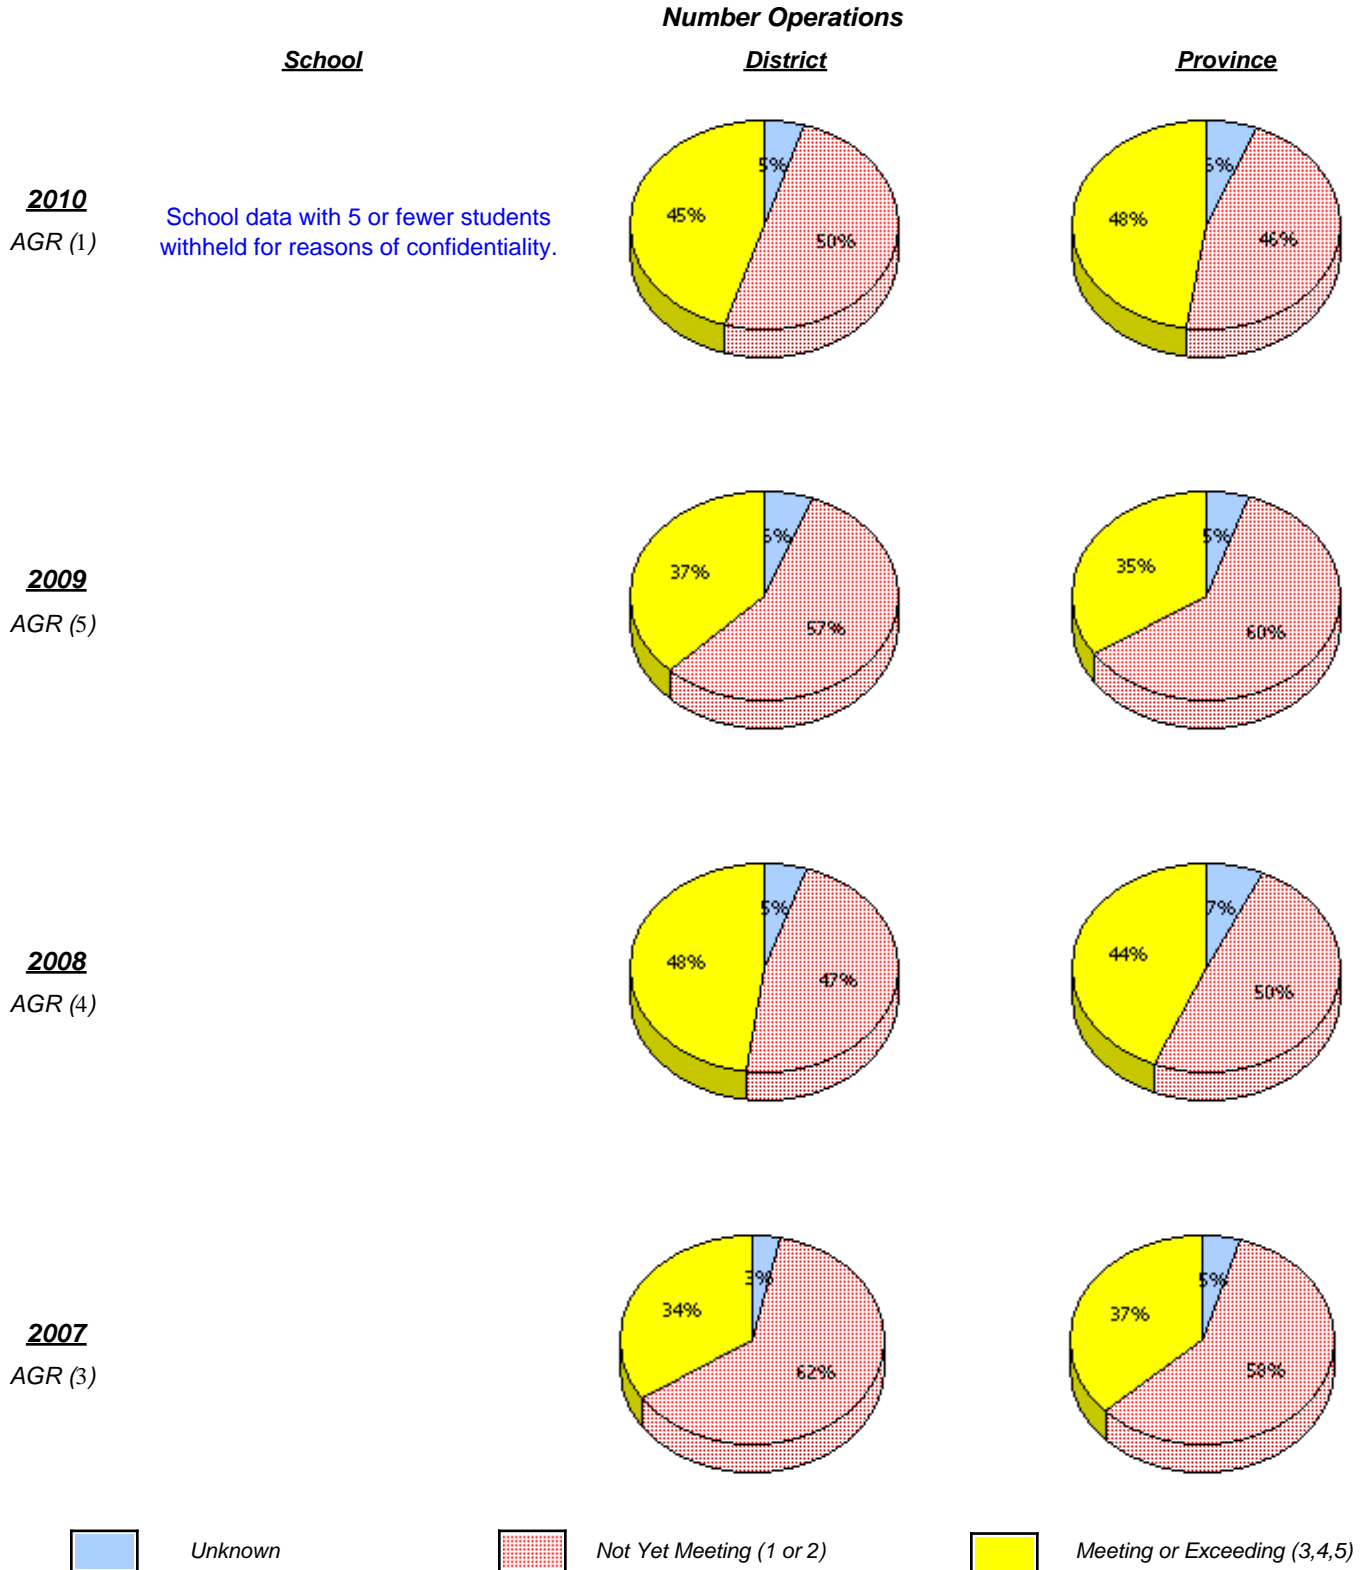 Number Operations
School District Province
2010
AGR (1)
School data with 5 or fewer students
withheld for reasons of confidentiality.
45% 5% 50%
48% 6% 46%
2009
AGR (5)
37% 6% 57%
35% 5% 60%
2008
AGR (4)
48% 5% 47%
44% 7% 50%
2007
AGR (3)
34% 3% 62%
37% 5% 58%
Unknown Not Yet Meeting (1 or 2) Meeting or Exceeding (3,4,5)